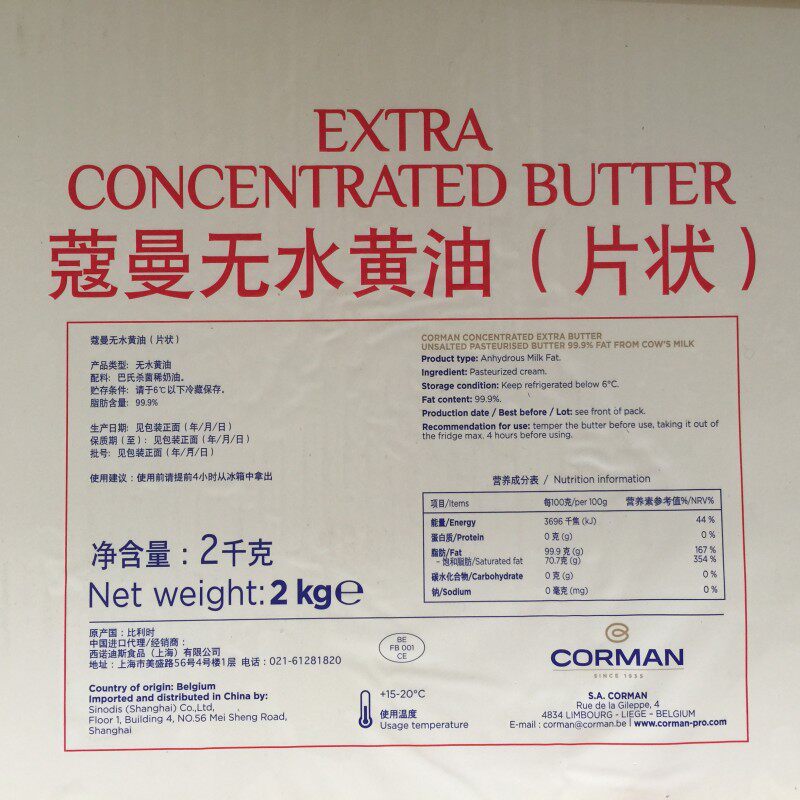 EXTRA
CONCENTRATED BUTTER
蔻曼无水黄油（片状）
蔻曼无水黄油（片状）
产品类型: 无水黄油
配料: 巴氏杀菌稀奶油。
贮存条件: 请于6℃以下冷藏保存。
脂肪含量: 99.9%
生产日期: 见包装正面（年/月/日）
保质期（至）: 见包装正面（年/月/日）
批号: 见包装正面（年/月/日）
使用建议：使用前请提前4小时从冰箱中拿出
净含量：2千克
Net weight: 2 kg e
CORMAN CONCENTRATED EXTRA BUTTER
UNSALTED PASTEURISED BUTTER 99.9% FAT FROM COW'S MILK
Product type: Anhydrous Milk Fat.
Ingredient: Pasteurized cream.
Storage condition: Keep refrigerated below 6°C.
Fat content: 99.9%.
Production date / Best before / Lot: see front of pack.
Recommendation for use: temper the butter before use, taking it out of
the fridge max. 4 hours before using.
营养成分表 / Nutrition information
项目/Items 每100克/per 100g 营养素参考值%/NRV%
能量/Energy 3696 千焦 (kJ) 44 %
蛋白质/Protein 0 克 (g) 0 %
脂肪/Fat 99.9 克 (g) 167 %
- 饱和脂肪/Saturated fat 70.7克 (g) 354 %
碳水化合物/Carbohydrate 0 克 (g) 0 %
钠/Sodium 0 毫克 (mg) 0 %
原产国：比利时
中国进口代理/经销商：
西诺迪斯食品（上海）有限公司
地址：上海市美盛路56号4号楼1层 电话：021-61281820
Country of origin: Belgium
Imported and distributed in China by:
Sinodis (Shanghai) Co.,Ltd,
Floor 1, Building 4, NO.56 Mei Sheng Road,
Shanghai
BE
FB 001
CE
+15-20°C
使用温度
Usage temperature
CORMAN
SINCE 1935
S.A. CORMAN
Rue de la Gileppe, 4
4834 LIMBOURG - LIEGE - BELGIUM
E-mail : corman@corman.be | www.corman-pro.com